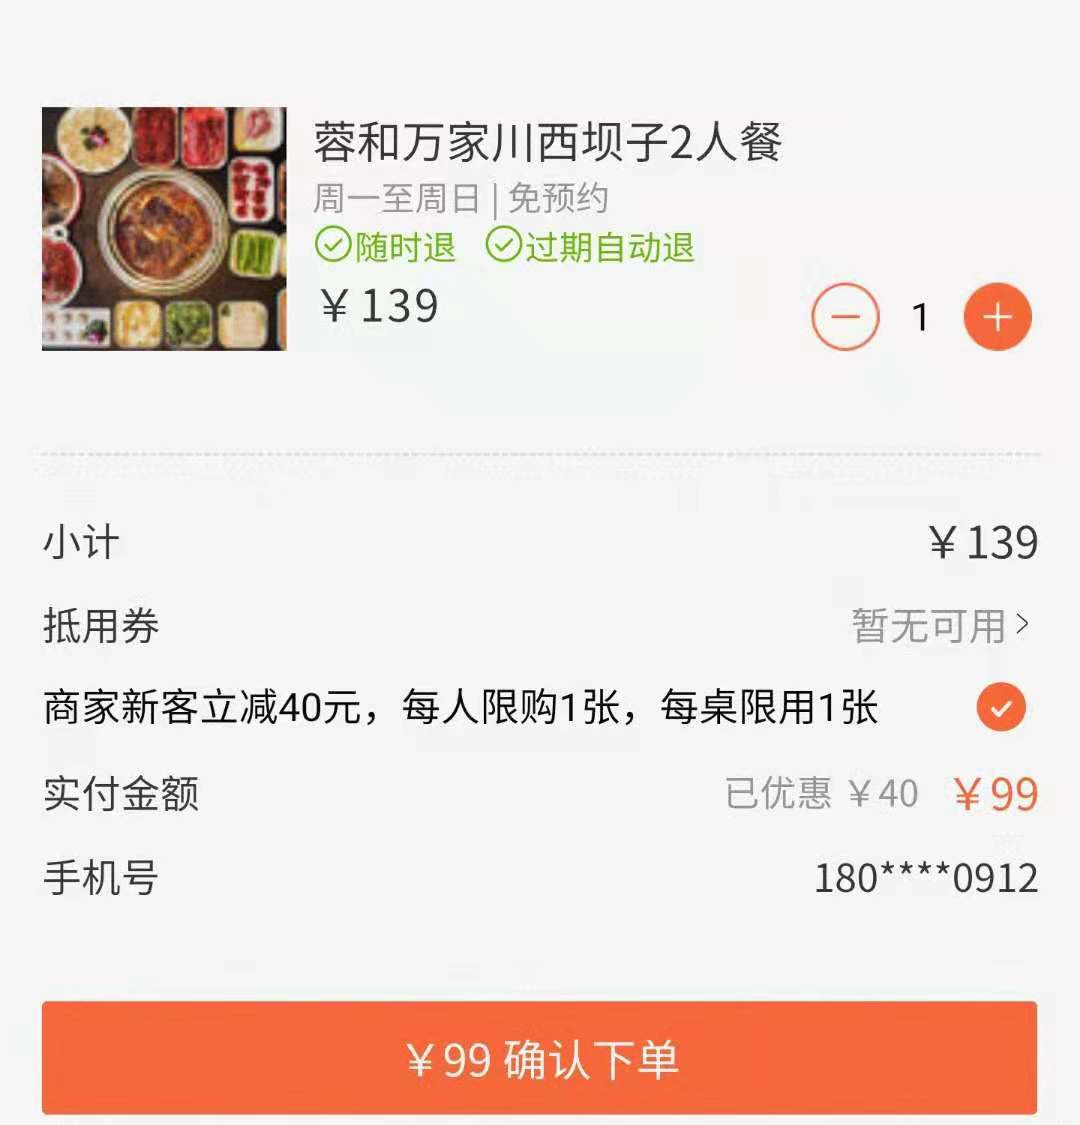 蓉和万家川西坝子2人餐
周一至周日 | 免预约
随时退 过期自动退
￥139
1
小计 ￥139
抵用券 暂无可用
商家新客立减40元，每人限购1张，每桌限用1张
实付金额 已优惠 ￥40 ￥99
手机号 180****0912
￥99 确认下单